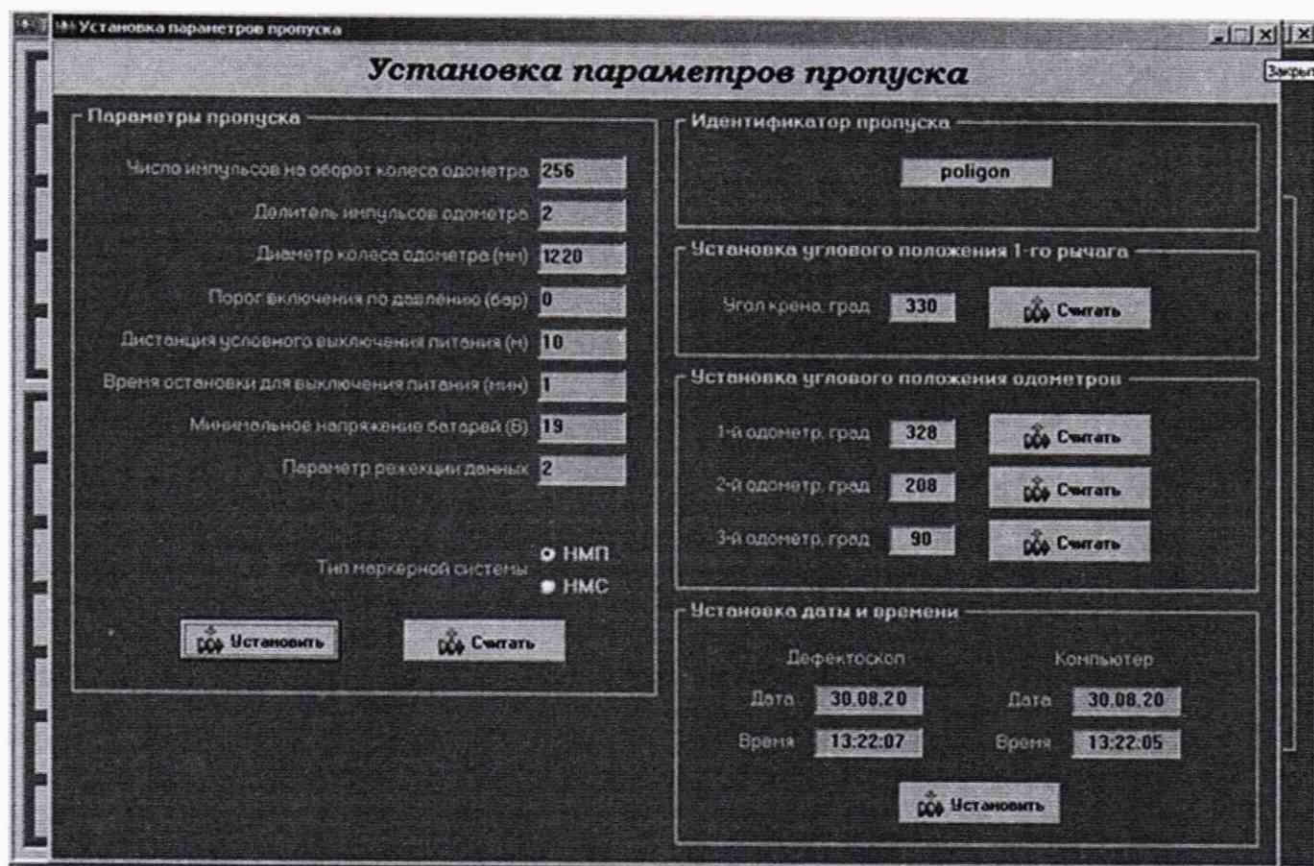 Установка параметров пропуска
Установка параметров пропуска
Закрыт
Параметры пропуска
Число импульсов на оборот колеса одометра 256
Делитель импульсов одометра 2
Диаметр колеса одометра (мм) 1220
Порог включения по давлению (бар) 0
Дистанция условного выключения питания (м) 10
Время остановки для выключения питания (мин) 1
Минимальное напряжение батарей (В) 19
Параметр режекции данных 2
Тип маркерной системы
НМП
НМС
Установить Считать
Идентификатор пропуска
poligon
Установка углового положения 1-го рычага
Угол крена, град 330 Считать
Установка углового положения одометров
1-й одометр, град 328 Считать
2-й одометр, град 208 Считать
3-й одометр, град 90 Считать
Установка даты и времени
Дефектоскоп Компьютер
Дата 30.08.20 Дата 30.08.20
Время 13:22:07 Время 13:22:05
Установить